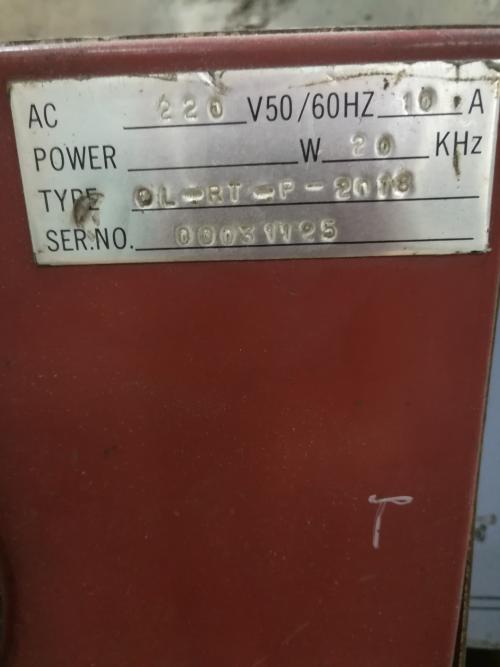 AC 220 V50/60HZ 10 A
POWER W 20 KHz
TYPE
SER.NO.